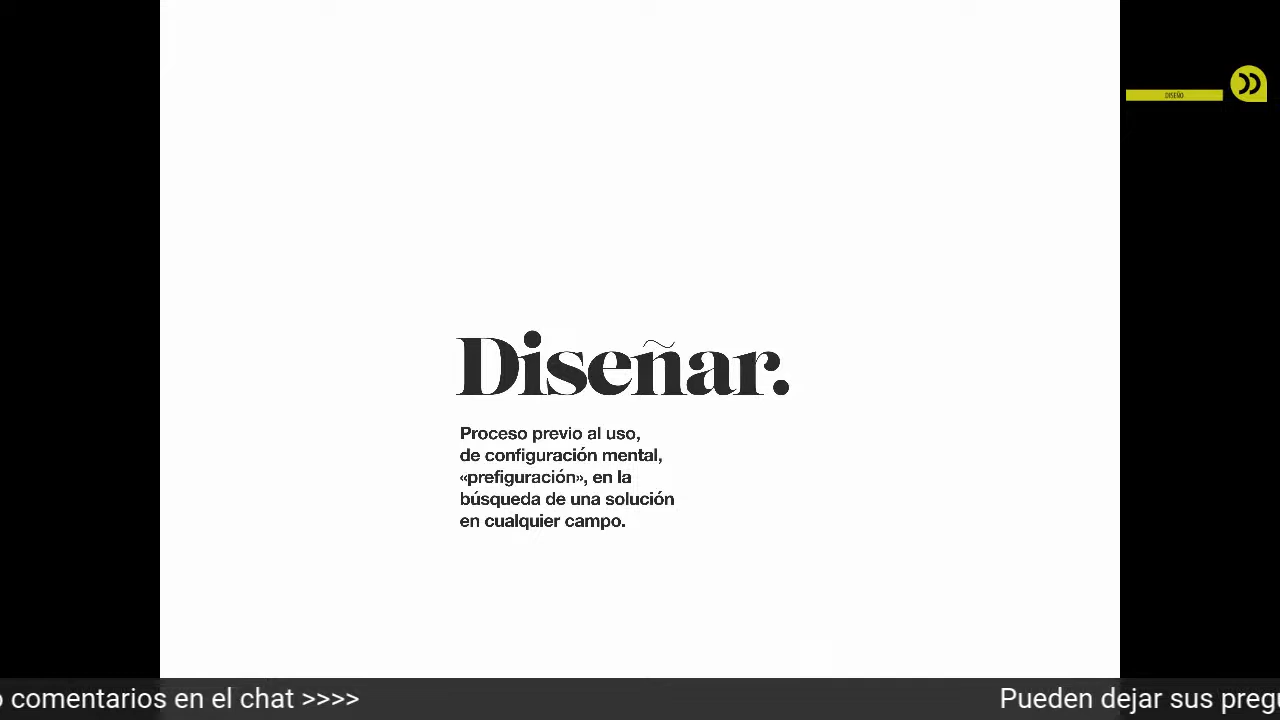 DISEÑO
Diseñar.
Proceso previo al uso,
de configuración mental,
«prefiguración», en la
búsqueda de una solución
en cualquier campo.
o comentarios en el chat >>>>
Pueden dejar sus pregu